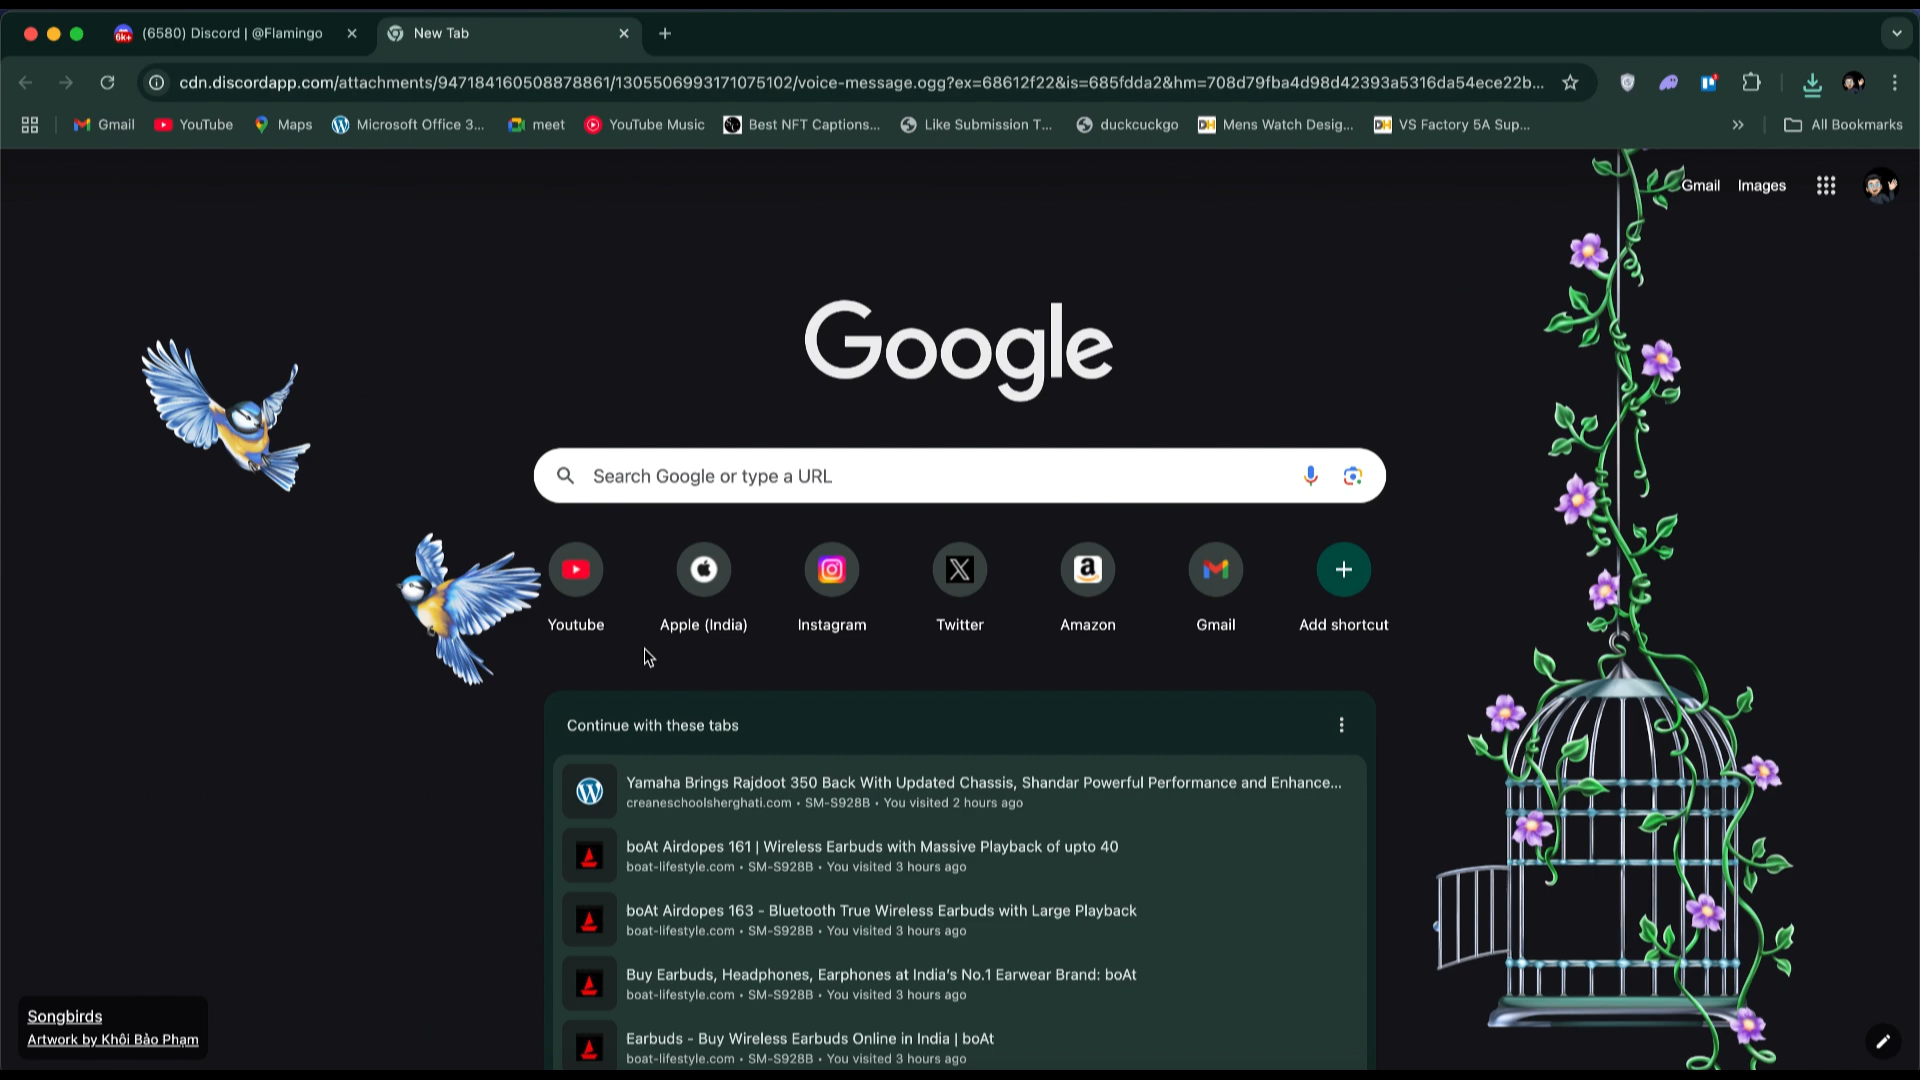 6k+ (6580) Discord | @Flamingo
New Tab
cdn.discordapp.com/attachments/947184160508878861/1305506993171075102/voice-message.ogg?ex=68612f22&is=685fdda2&hm=708d79fba4d98d42393a5316da54ece22b...
Gmail YouTube Maps Microsoft Office 3... meet YouTube Music Best NFT Captions... Like Submission T... duckcuckgo DH Mens Watch Desig... DH VS Factory 5A Sup... All Bookmarks
Gmail Images
Google
Search Google or type a URL
Youtube Apple (India) Instagram Twitter Amazon Gmail Add shortcut
Continue with these tabs
Yamaha Brings Rajdoot 350 Back With Updated Chassis, Shandar Powerful Performance and Enhance...
creaneschoolsherghati.com • SM-S928B • You visited 2 hours ago
boAt Airdopes 161 | Wireless Earbuds with Massive Playback of upto 40
boat-lifestyle.com • SM-S928B • You visited 3 hours ago
boAt Airdopes 163 - Bluetooth True Wireless Earbuds with Large Playback
boat-lifestyle.com • SM-S928B • You visited 3 hours ago
Buy Earbuds, Headphones, Earphones at India's No.1 Earwear Brand: boAt
boat-lifestyle.com • SM-S928B • You visited 3 hours ago
Earbuds - Buy Wireless Earbuds Online in India | boAt
boat-lifestyle.com • SM-S928B • You visited 3 hours ago
Songbirds
Artwork by Khôi Bảo Phạm